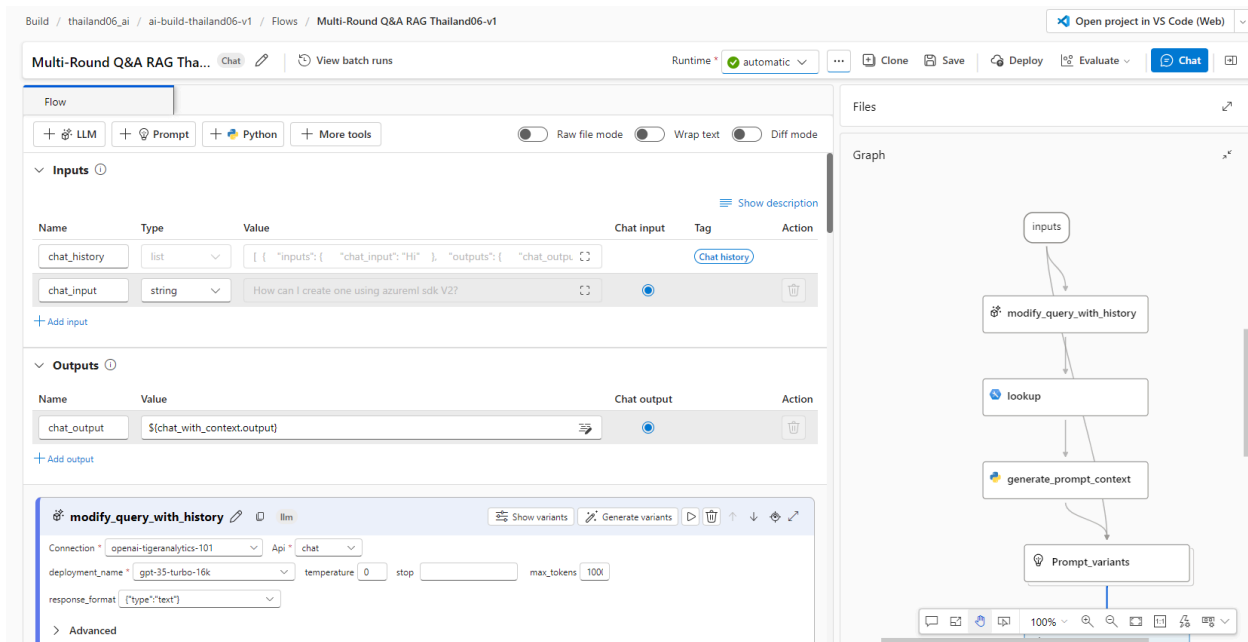 Build / thailand06_ai / ai-build-thailand06-v1 / Flows / Multi-Round Q&A RAG Thailand06-v1
Open project in VS Code (Web)
Multi-Round Q&A RAG Tha... Chat View batch runs
Runtime * automatic ... Clone Save Deploy Evaluate Chat
Flow
+ LLM + Prompt + Python + More tools
Raw file mode Wrap text Diff mode
Inputs
Show description
Name Type Value Chat input Tag Action
chat_history list [ { "inputs": { "chat_input": "Hi" }, "outputs": { "chat_outpu Chat history
chat_input string How can I create one using azureml sdk V2?
+ Add input
Outputs
Name Value Chat output Action
chat_output ${chat_with_context.output}
+ Add output
modify_query_with_history llm Show variants Generate variants
Connection * openai-tigeranalytics-101 Api * chat
deployment_name * gpt-35-turbo-16k temperature 0 stop max_tokens 100
response_format {"type":"text"}
Advanced
Files
Graph
inputs
modify_query_with_history
lookup
generate_prompt_context
Prompt_variants
100% 1:1